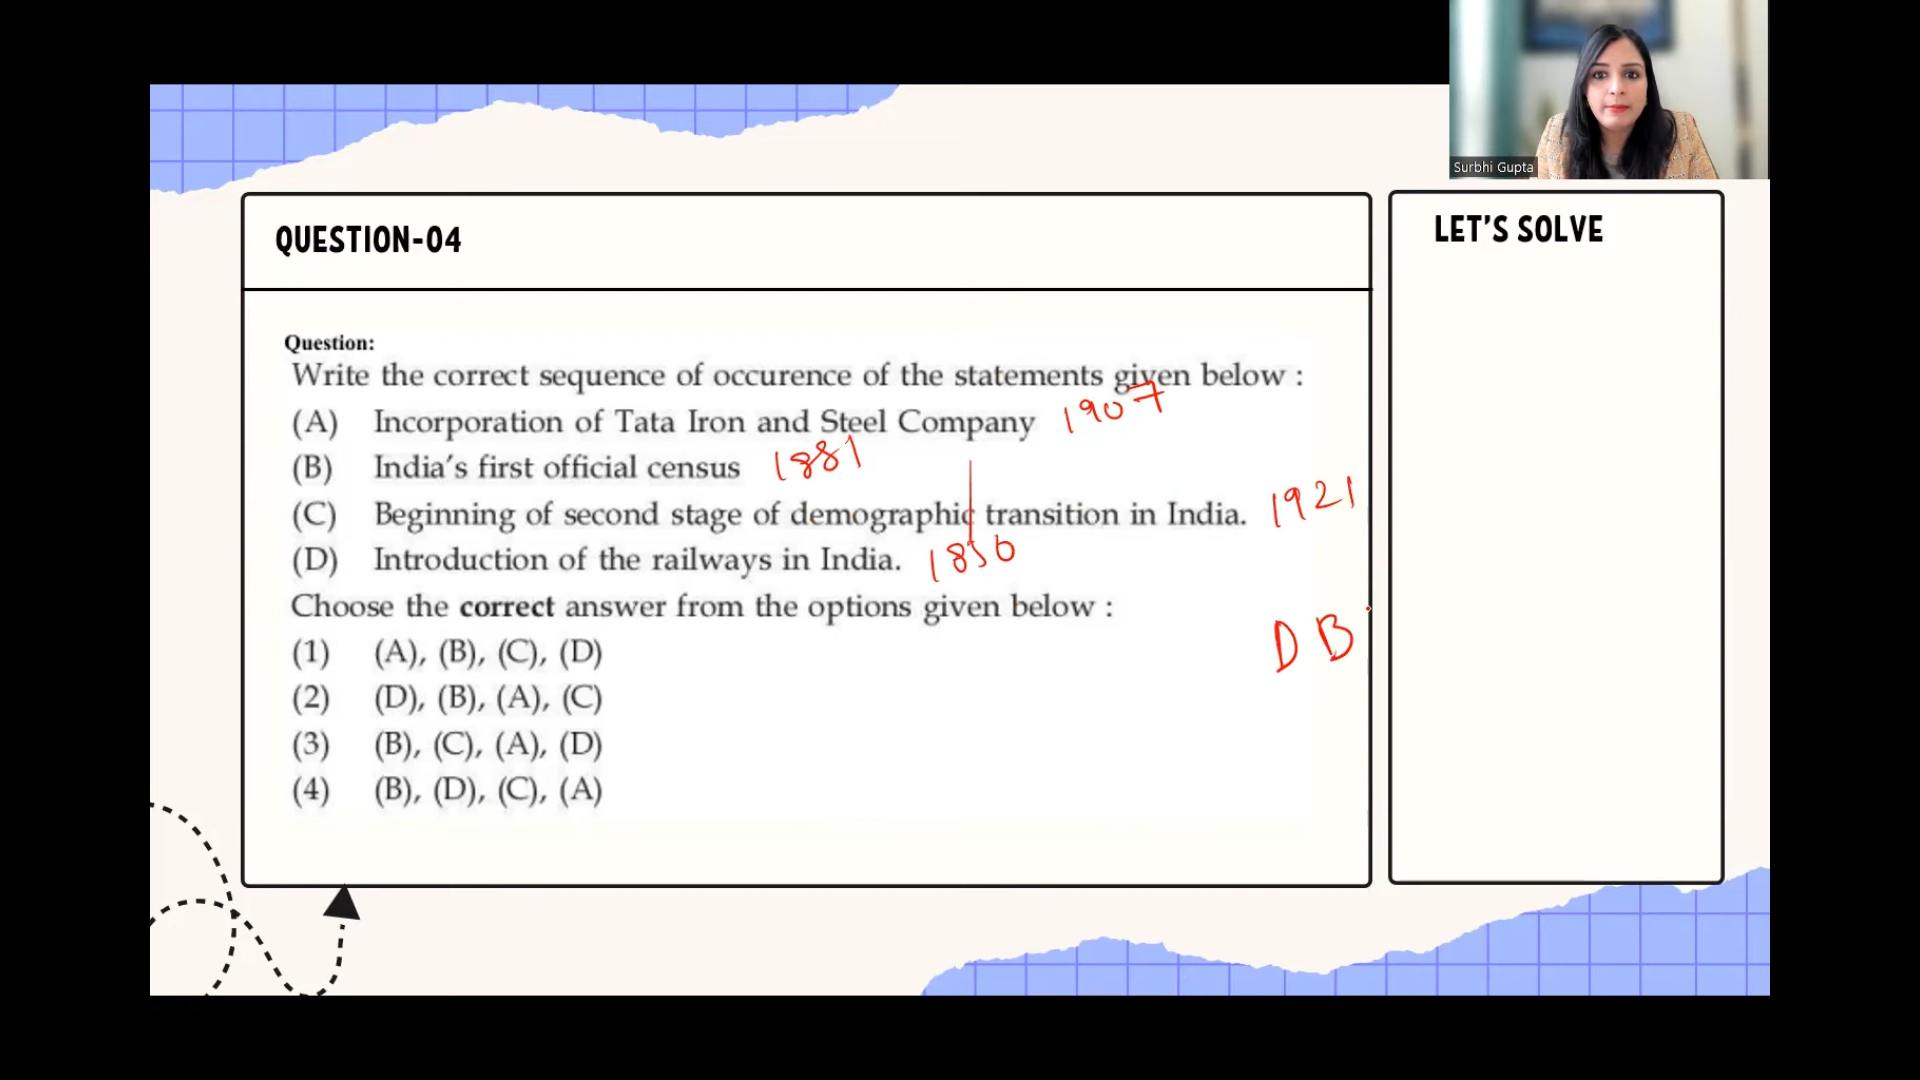 Surbhi Gupta
QUESTION-04
LET'S SOLVE
Question:
Write the correct sequence of occurence of the statements given below :
(A) Incorporation of Tata Iron and Steel Company 1907
(B) India's first official census 1881
(C) Beginning of second stage of demographic transition in India. 1921
(D) Introduction of the railways in India. 1850
Choose the correct answer from the options given below :
D B
(1) (A), (B), (C), (D)
(2) (D), (B), (A), (C)
(3) (B), (C), (A), (D)
(4) (B), (D), (C), (A)